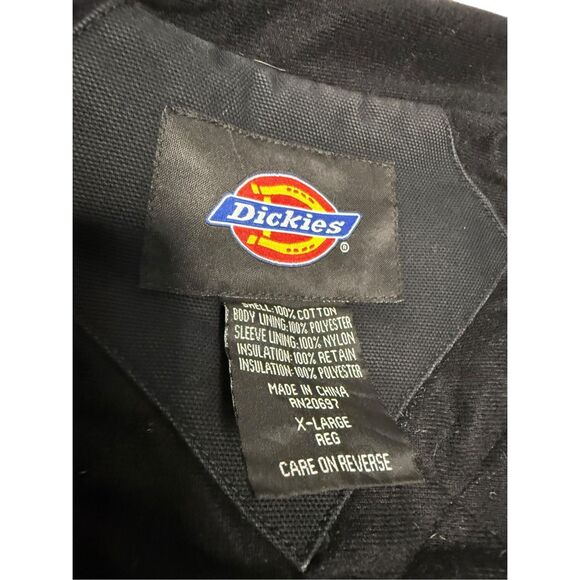 Dickies
®
SHELL:100% COTTON
BODY LINING:100% POLYESTER
SLEEVE LINING:100% NYLON
INSULATION:100% RETAIN
INSULATION:100% POLYESTER
MADE IN CHINA
RN20697
X-LARGE
REG
CARE ON REVERSE